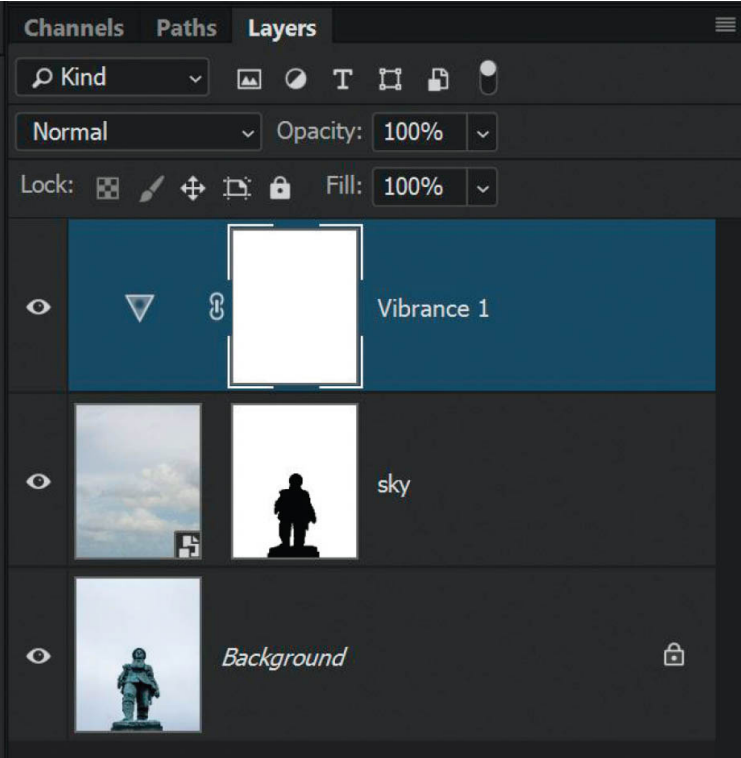 Channels Paths Layers
Kind
Normal Opacity: 100%
Lock: Fill: 100%
Vibrance 1
sky
Background